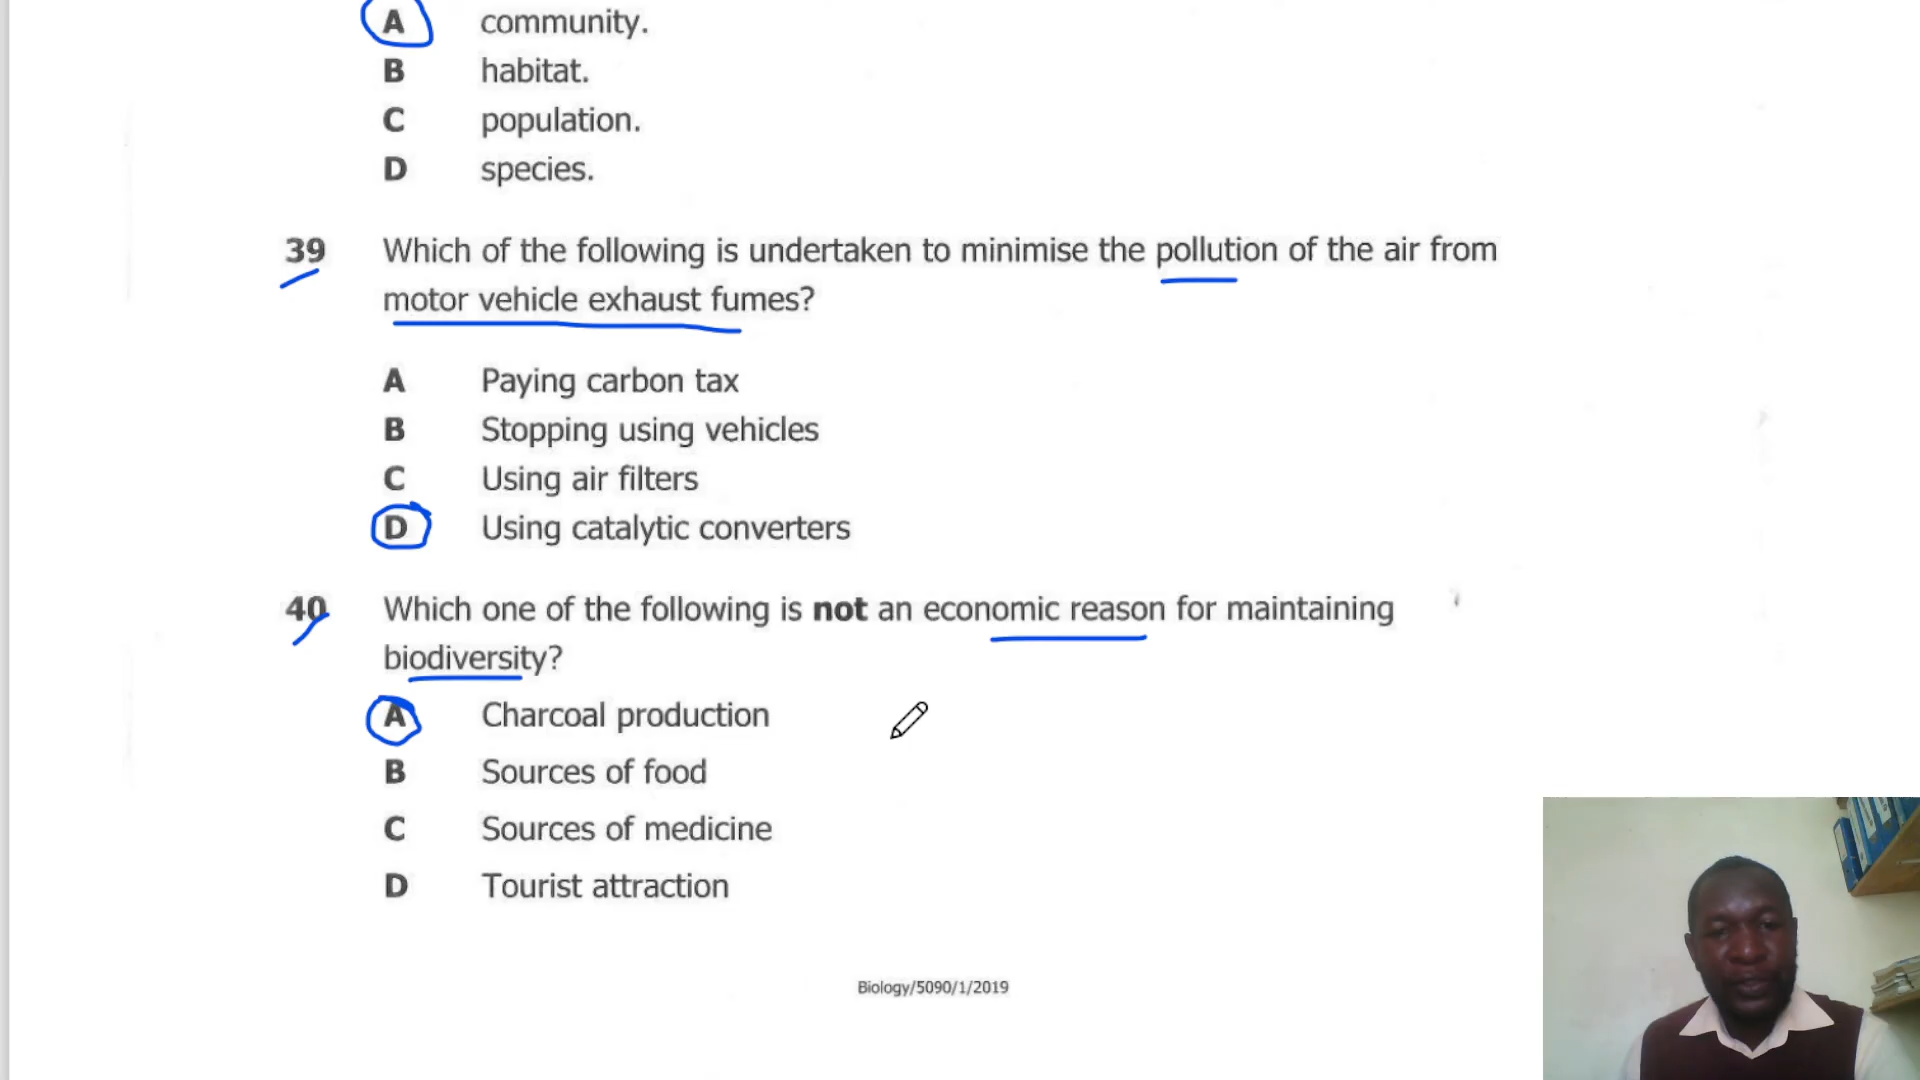 A community.
B habitat.
C population.
D species.
39 Which of the following is undertaken to minimise the pollution of the air from
motor vehicle exhaust fumes?
A Paying carbon tax
B Stopping using vehicles
C Using air filters
D Using catalytic converters
40 Which one of the following is not an economic reason for maintaining
biodiversity?
A Charcoal production
B Sources of food
C Sources of medicine
D Tourist attraction
Biology/5090/1/2019